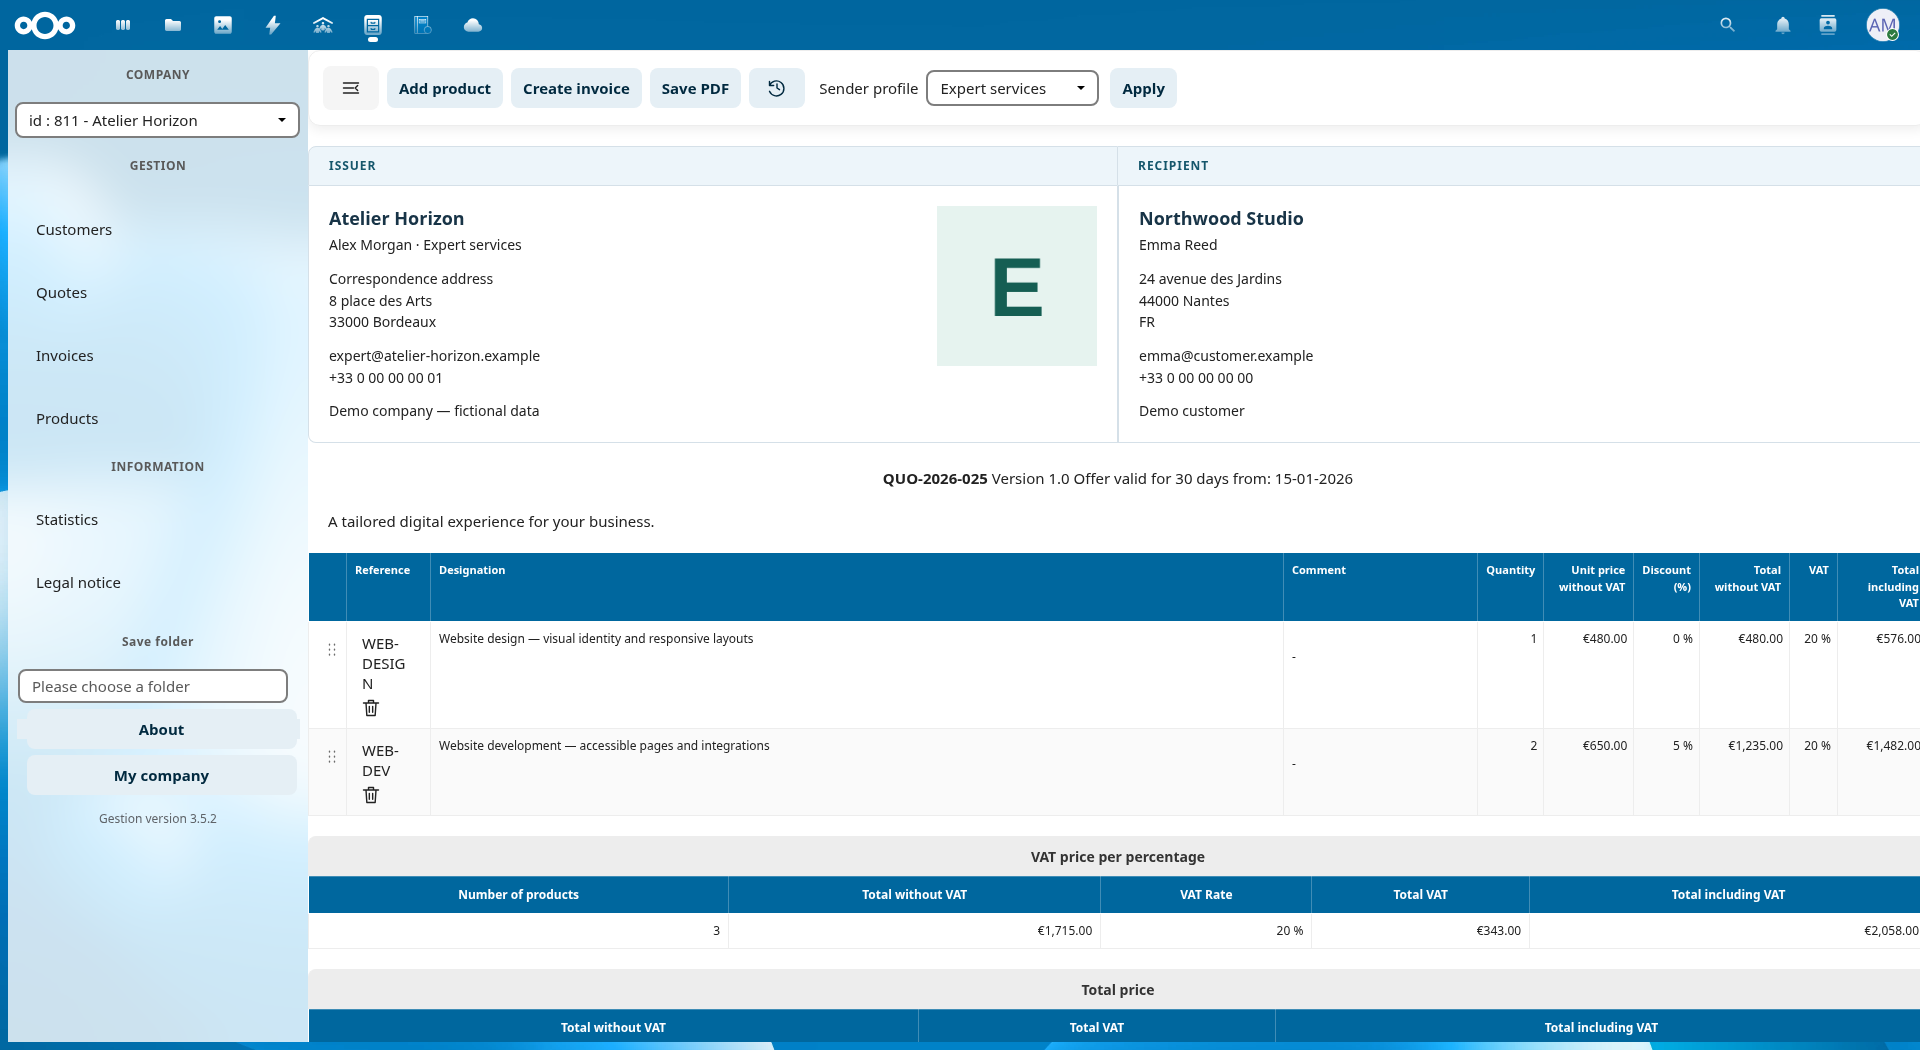 AM
COMPANY
id : 811 - Atelier Horizon
GESTION
Customers
Quotes
Invoices
Products
INFORMATION
Statistics
Legal notice
Save folder
Please choose a folder
About
My company
Gestion version 3.5.2
Add product
Create invoice
Save PDF
Sender profile
Expert services
Apply
ISSUER
Atelier Horizon
Alex Morgan · Expert services
Correspondence address
8 place des Arts
33000 Bordeaux
expert@atelier-horizon.example
+33 0 00 00 00 01
Demo company — fictional data
E
RECIPIENT
Northwood Studio
Emma Reed
24 avenue des Jardins
44000 Nantes
FR
emma@customer.example
+33 0 00 00 00 00
Demo customer
QUO-2026-025 Version 1.0 Offer valid for 30 days from: 15-01-2026
A tailored digital experience for your business.
Reference
Designation
Comment
Quantity
Unit price
without VAT
Discount
(%)
Total
without VAT
VAT
Total
including
VAT
WEB-
DESIG
N
Website design — visual identity and responsive layouts
-
1
€480.00
0 %
€480.00
20 %
€576.00
WEB-
DEV
Website development — accessible pages and integrations
-
2
€650.00
5 %
€1,235.00
20 %
€1,482.00
VAT price per percentage
Number of products
Total without VAT
VAT Rate
Total VAT
Total including VAT
3
€1,715.00
20 %
€343.00
€2,058.00
Total price
Total without VAT
Total VAT
Total including VAT